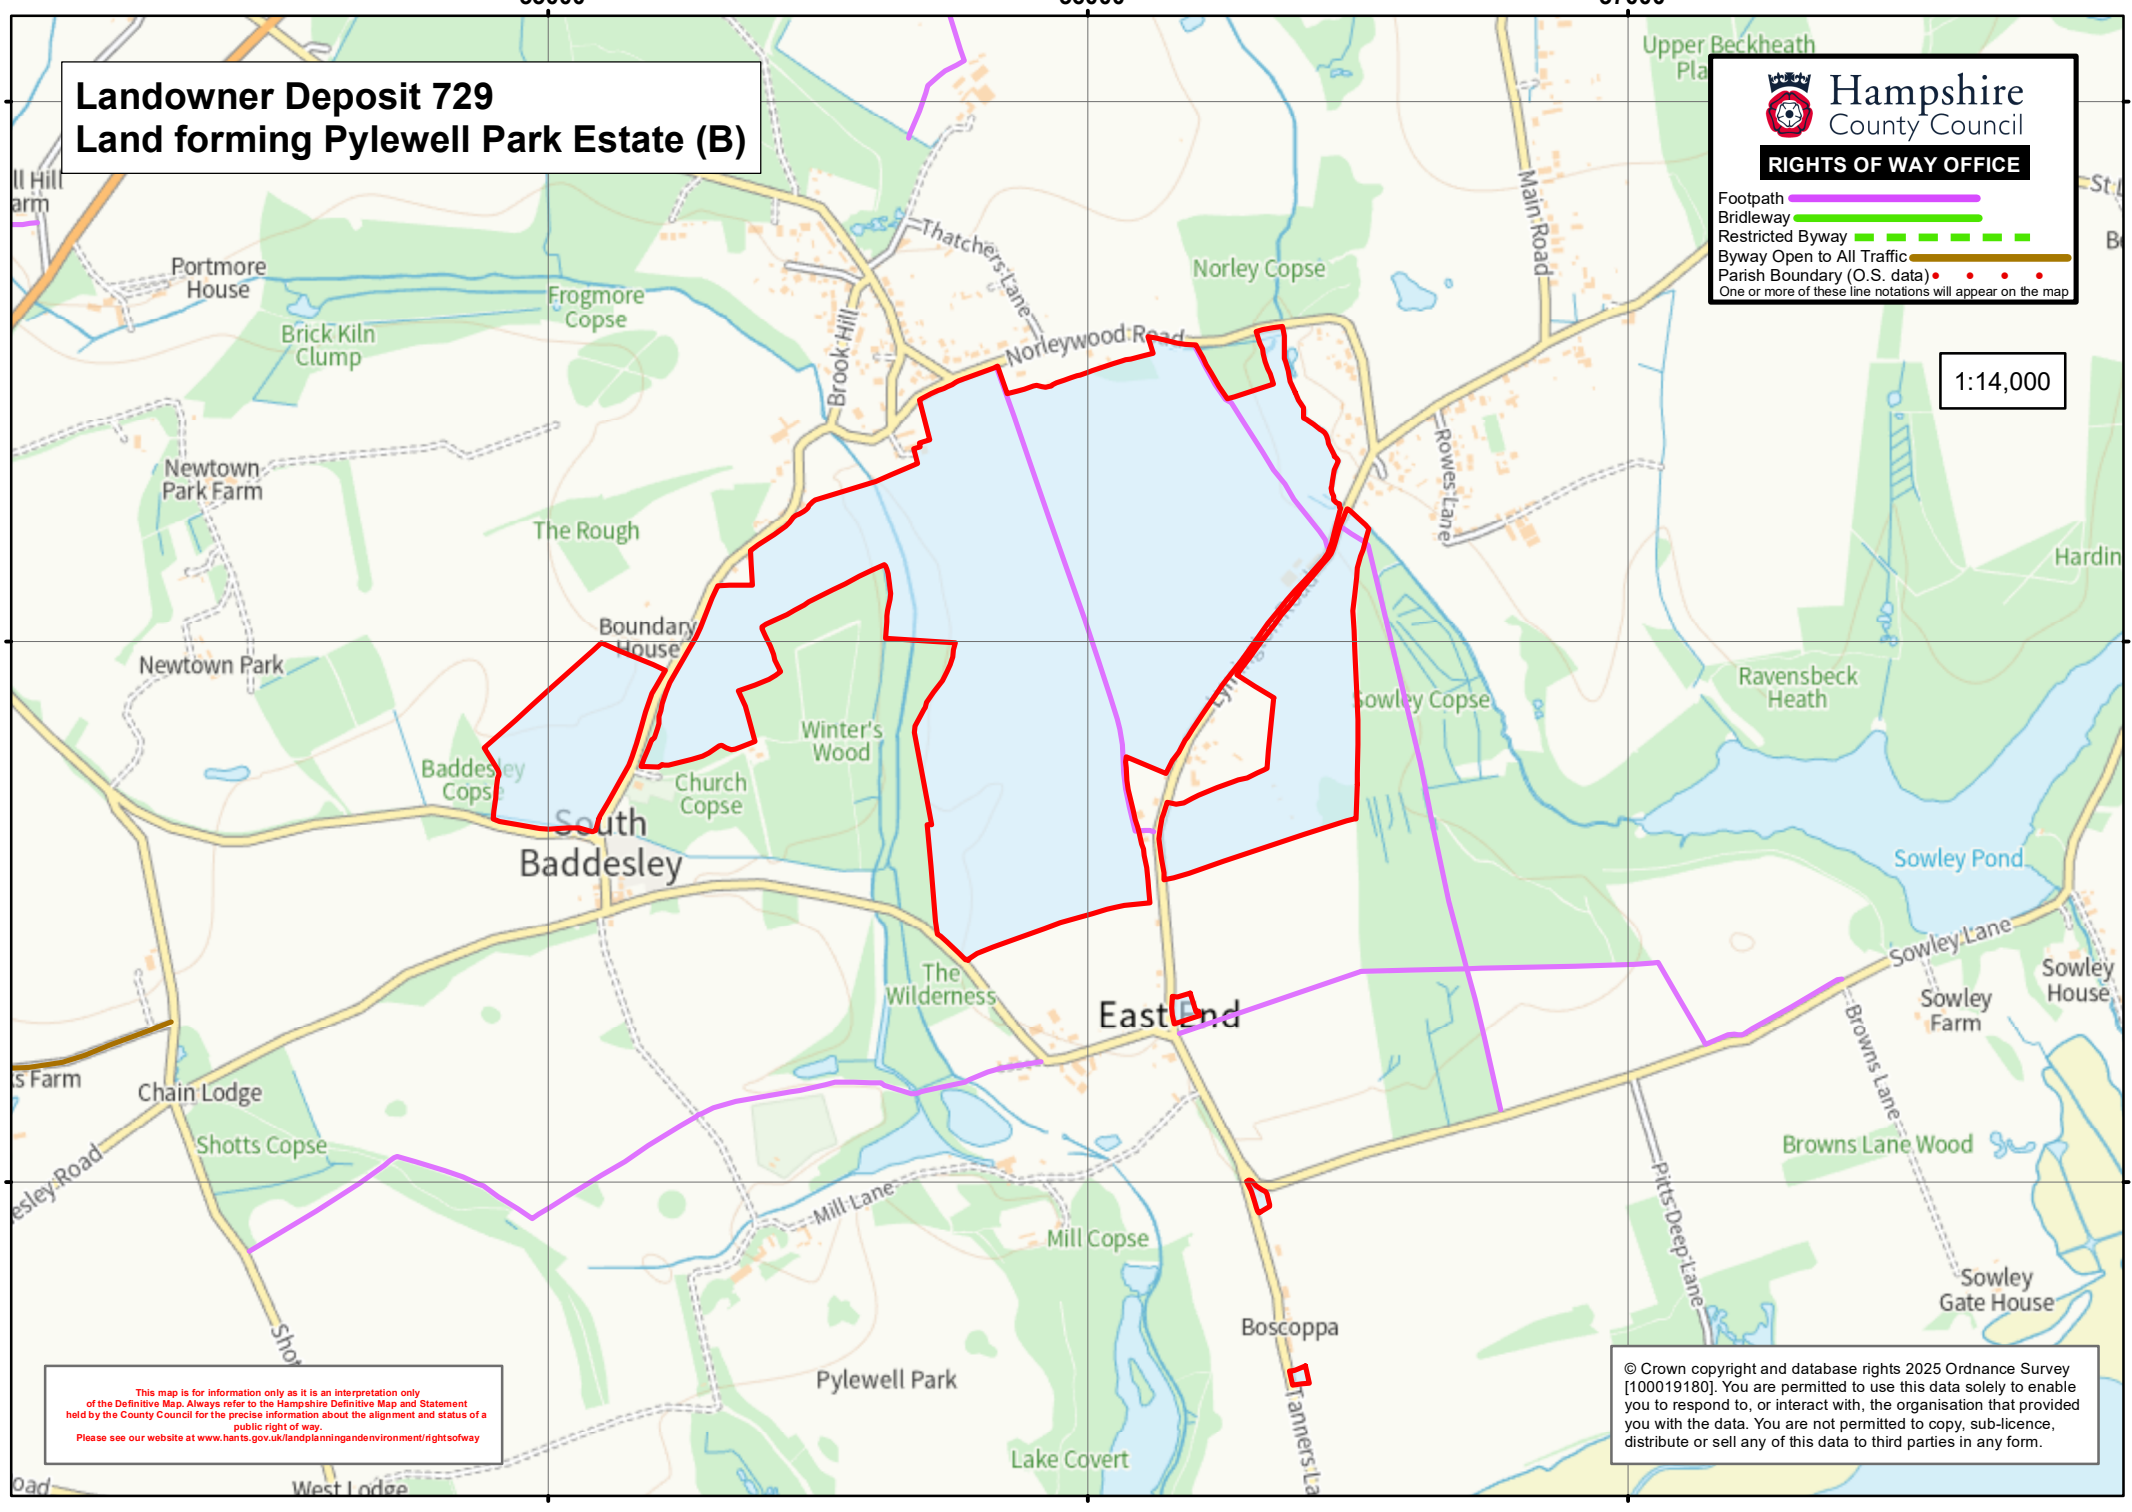 Landowner Deposit 729
Land forming Pylewell Park Estate (B)
Hampshire
County Council
RIGHTS OF WAY OFFICE
Footpath
Bridleway
Restricted Byway
Byway Open to All Traffic
Parish Boundary (O.S. data)
One or more of these line notations will appear on the map
1:14,000
Upper Beckheath
Main Road
Thatchers Lane
Norley Copse
Portmore
House
Frogmore
Copse
Brick Kiln
Clump
Brook Hill
Norleywood Road
Rowes Lane
Newtown
Park Farm
The Rough
Boundary
House
Newtown Park
Sowley Copse
Ravensbeck
Heath
Winter's
Wood
Baddesley
Copse
Church
Copse
South
Baddesley
Sowley Pond
Sowley Lane
The
Wilderness
East End
Sowley
House
Sowley
Farm
Browns Lane
s Farm
Chain Lodge
Shotts Copse
esley Road
Mill Lane
Mill Copse
Browns Lane Wood
Pitts Deep Lane
Sowley
Gate House
Boscoppa
Pylewell Park
Tanners La
Lake Covert
West Lodge
oad
This map is for information only as it is an interpretation only
of the Definitive Map. Always refer to the Hampshire Definitive Map and Statement
held by the County Council for the precise information about the alignment and status of a
public right of way.
Please see our website at www.hants.gov.uk/landplanningandenvironment/rightsofway
© Crown copyright and database rights 2025 Ordnance Survey
[100019180]. You are permitted to use this data solely to enable
you to respond to, or interact with, the organisation that provided
you with the data. You are not permitted to copy, sub-licence,
distribute or sell any of this data to third parties in any form.